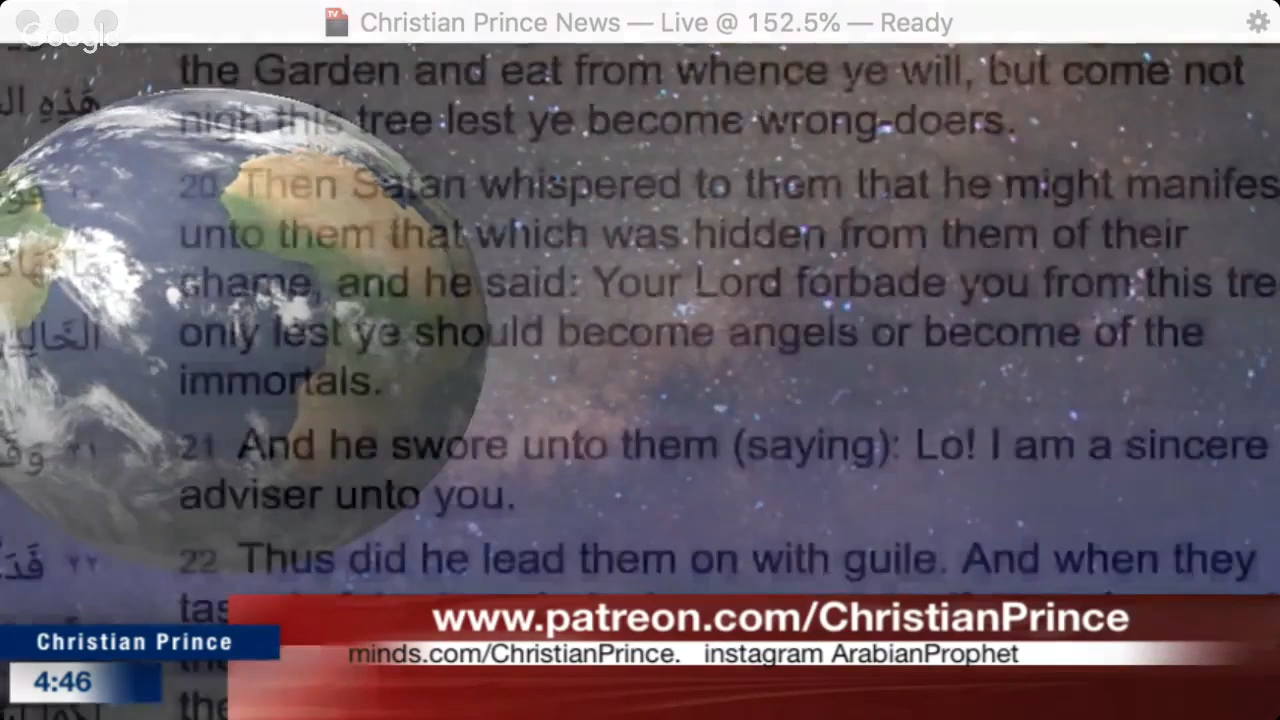 Christian Prince News — Live @ 152.5% — Ready
Google
the Garden and eat from whence ye will, but come not
nigh this tree lest ye become wrong-doers.
20 Then Satan whispered to them that he might manifes
unto them that which was hidden from them of their
shame, and he said: Your Lord forbade you from this tre
only lest ye should become angels or become of the
immortals.
21 And he swore unto them (saying): Lo! I am a sincere
adviser unto you.
22 Thus did he lead them on with guile. And when they
tas
the
هَٰذِهِ
٢١
٢٢
www.patreon.com/ChristianPrince
minds.com/ChristianPrince. instagram ArabianProphet
Christian Prince
4:46